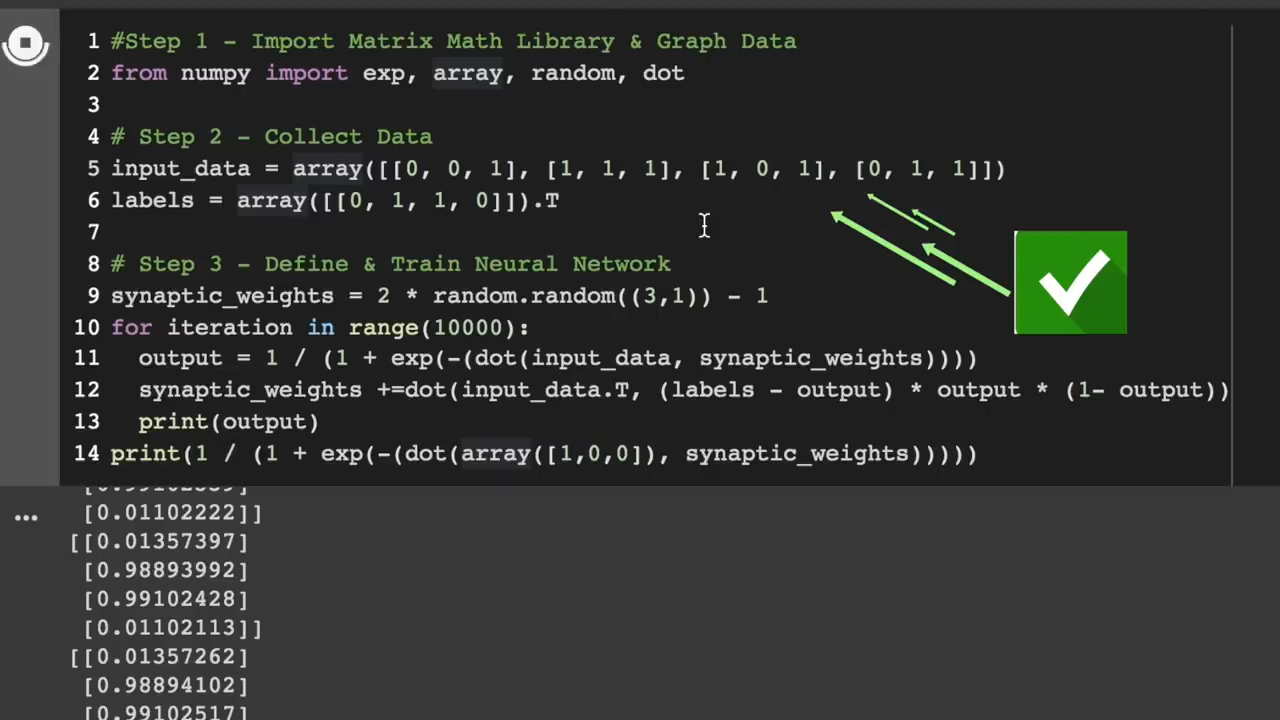 1 #Step 1 - Import Matrix Math Library & Graph Data
2 from numpy import exp, array, random, dot
3
4 # Step 2 - Collect Data
5 input_data = array([[0, 0, 1], [1, 1, 1], [1, 0, 1], [0, 1, 1]])
6 labels = array([[0, 1, 1, 0]]).T
7
8 # Step 3 - Define & Train Neural Network
9 synaptic_weights = 2 * random.random((3,1)) - 1
10 for iteration in range(10000):
11   output = 1 / (1 + exp(-(dot(input_data, synaptic_weights))))
12   synaptic_weights +=dot(input_data.T, (labels - output) * output * (1- output))
13   print(output)
14 print(1 / (1 + exp(-(dot(array([1,0,0]), synaptic_weights)))))
[0.01102222]]
[[0.01357397]
[0.98893992]
[0.99102428]
[0.01102113]]
[[0.01357262]
[0.98894102]
[0.99102517]